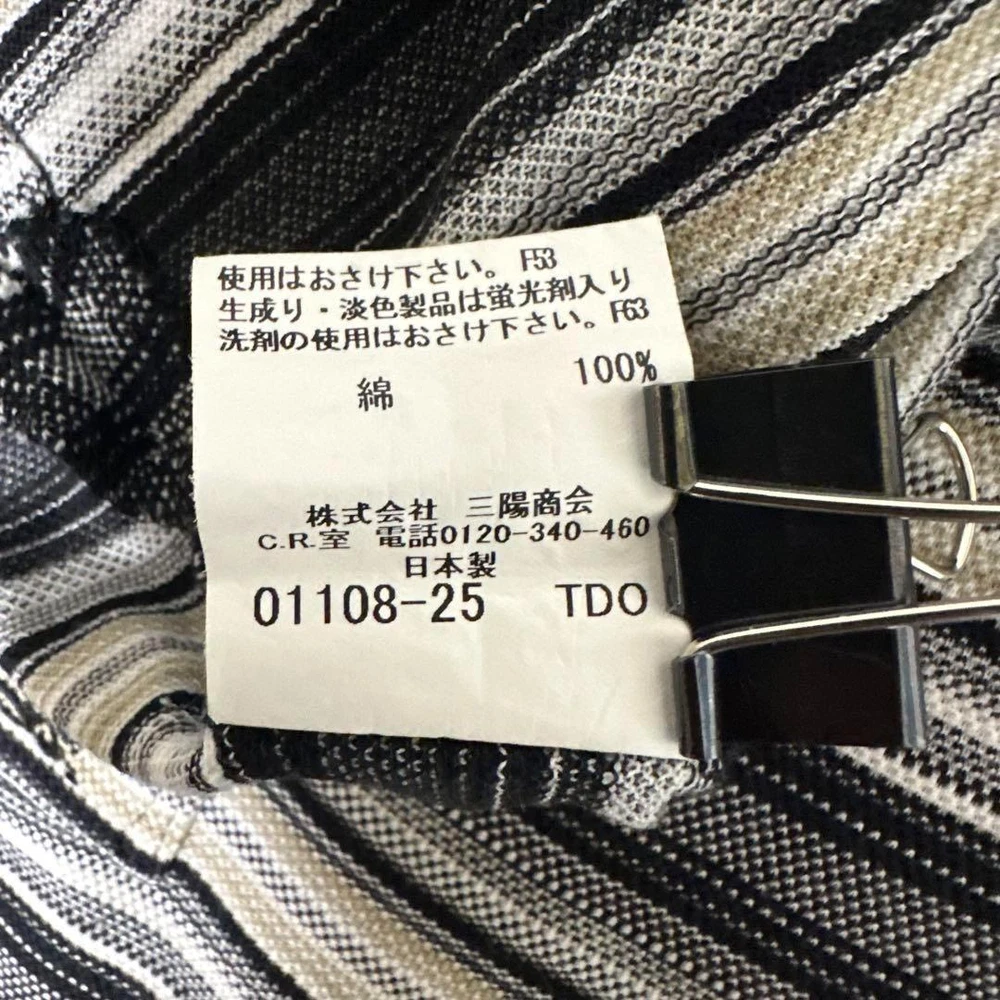 使用はおさけ下さい。 F53
生成り・淡色製品は蛍光剤入り
洗剤の使用はおさけ下さい。F63
綿 100%
株式会社 三陽商会
C.R.室 電話0120-340-460
日本製
01108-25 TDO